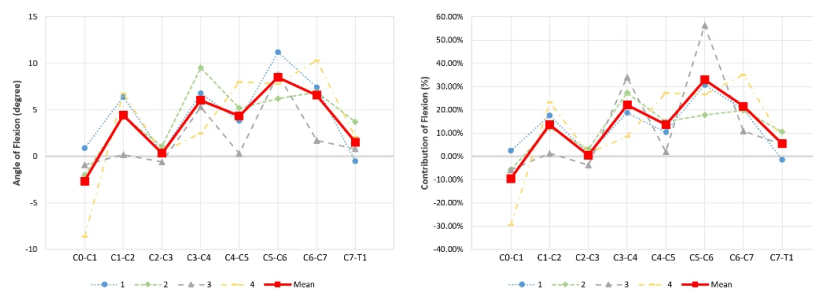 Angle of Flexion (degree)
15
10
5
0
-5
-10
C0-C1 C1-C2 C2-C3 C3-C4 C4-C5 C5-C6 C6-C7 C7-T1
1 2 3 4 Mean
Contribution of Flexion (%)
60.00%
50.00%
40.00%
30.00%
20.00%
10.00%
0.00%
-10.00%
-20.00%
-30.00%
-40.00%
C0-C1 C1-C2 C2-C3 C3-C4 C4-C5 C5-C6 C6-C7 C7-T1
1 2 3 4 Mean